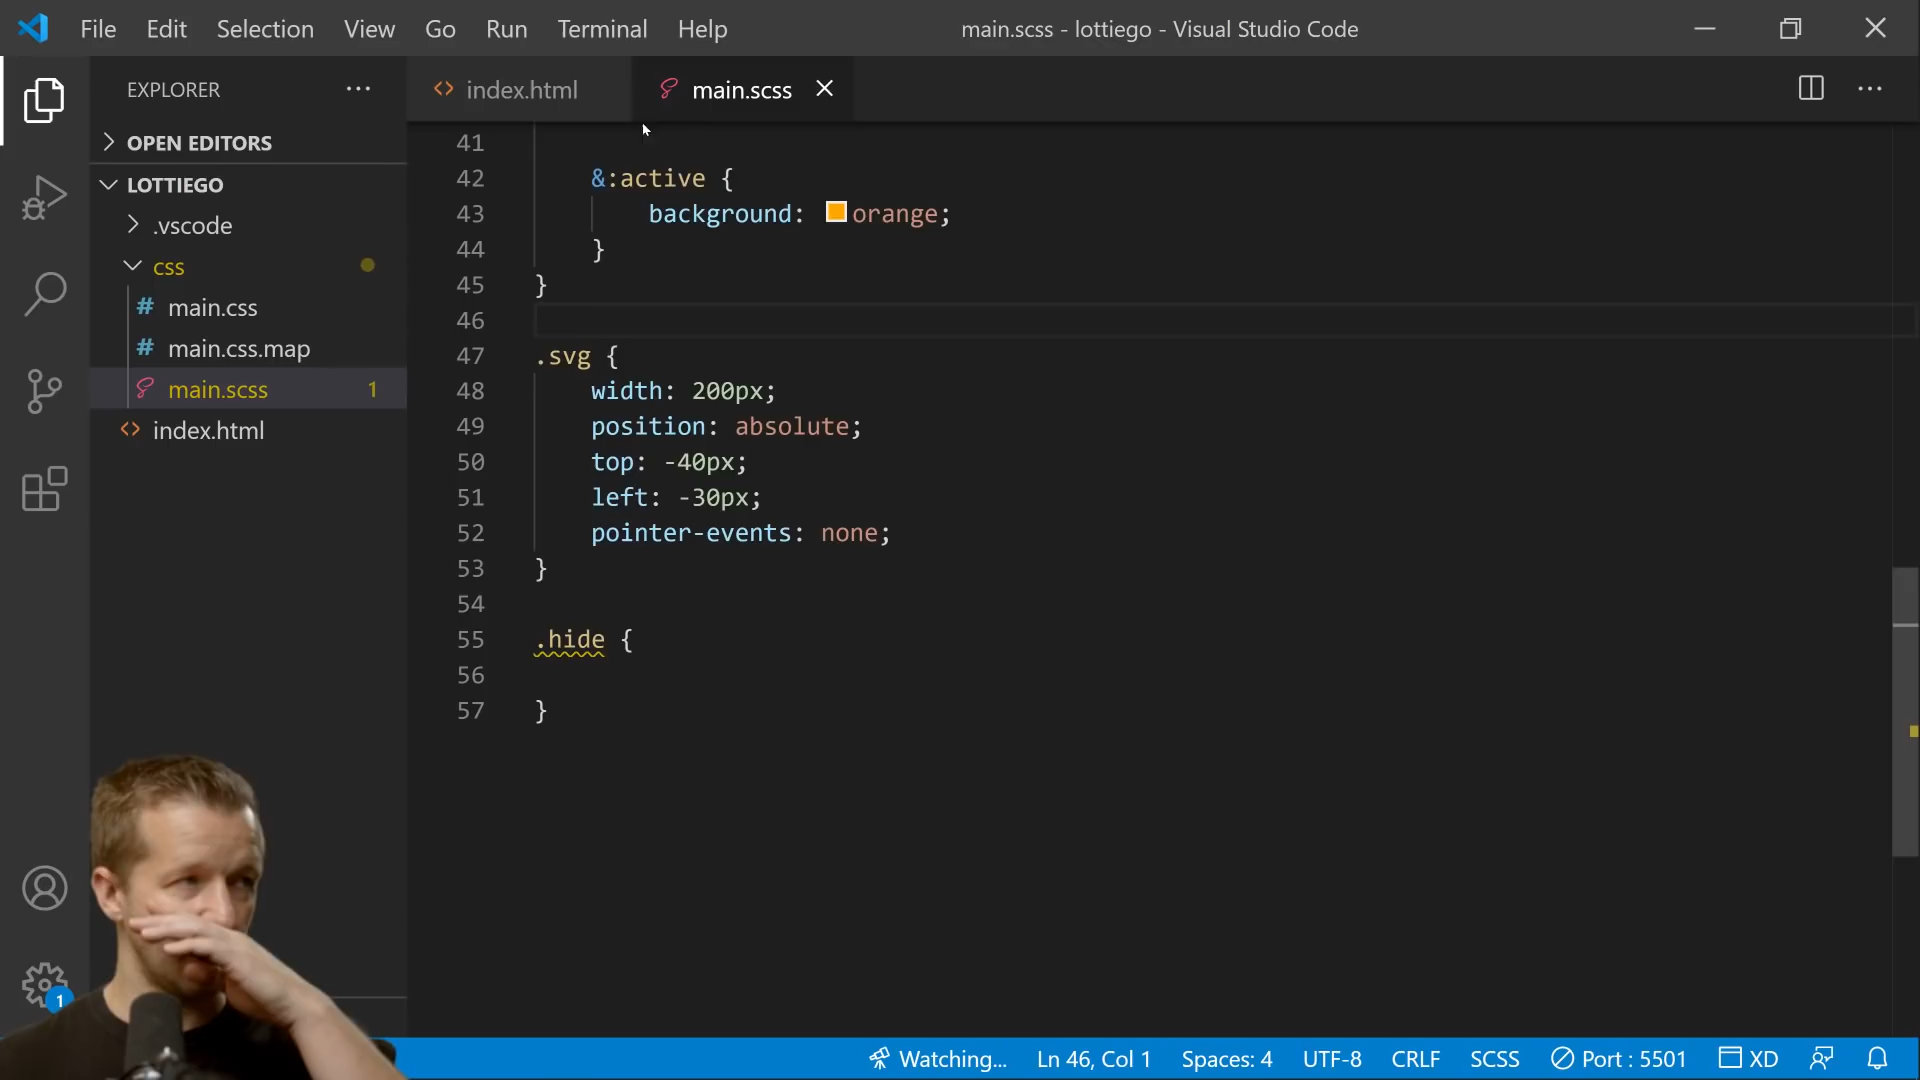 File Edit Selection View Go Run Terminal Help main.scss - lottiego - Visual Studio Code
EXPLORER ···
OPEN EDITORS
LOTTIEGO
.vscode
css
# main.css
# main.css.map
main.scss 1
<> index.html
1
<> index.html
main.scss
···
41
42 &:active {
43 background: orange;
44 }
45 }
46
47 .svg {
48 width: 200px;
49 position: absolute;
50 top: -40px;
51 left: -30px;
52 pointer-events: none;
53 }
54
55 .hide {
56
57 }
Watching... Ln 46, Col 1 Spaces: 4 UTF-8 CRLF SCSS Port : 5501 XD